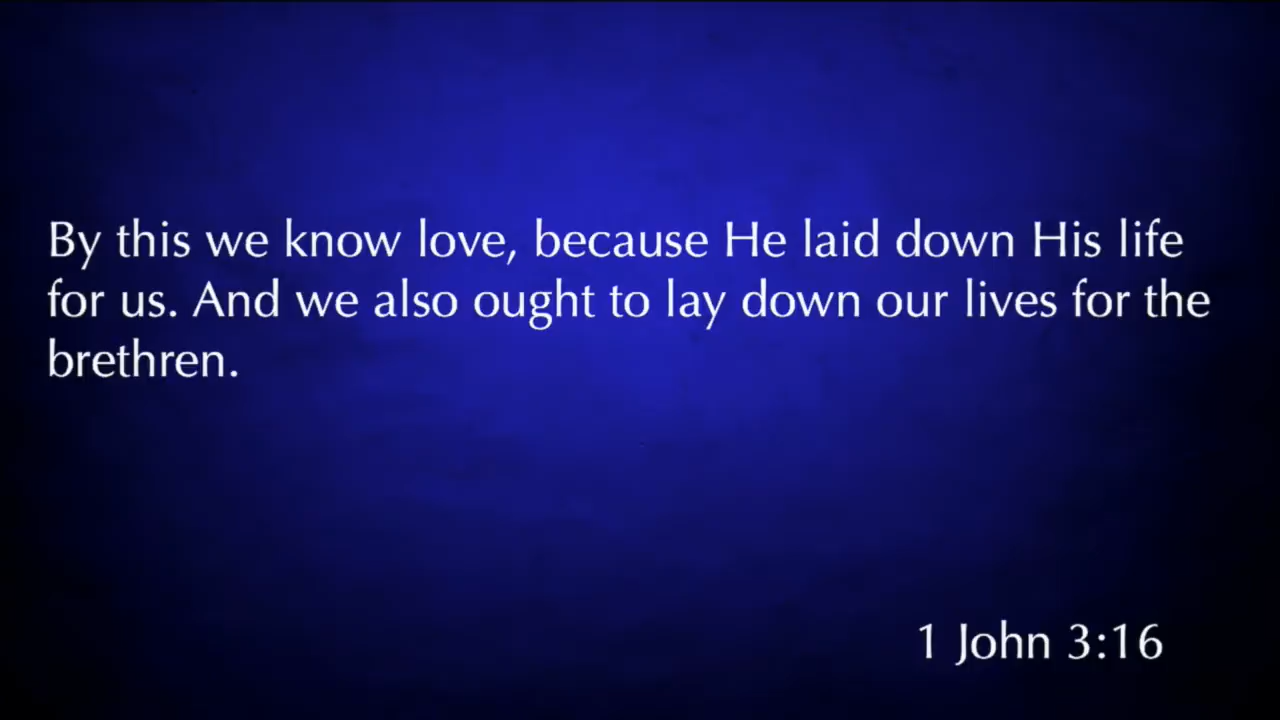 By this we know love, because He laid down His life
for us. And we also ought to lay down our lives for the
brethren.
1 John 3:16